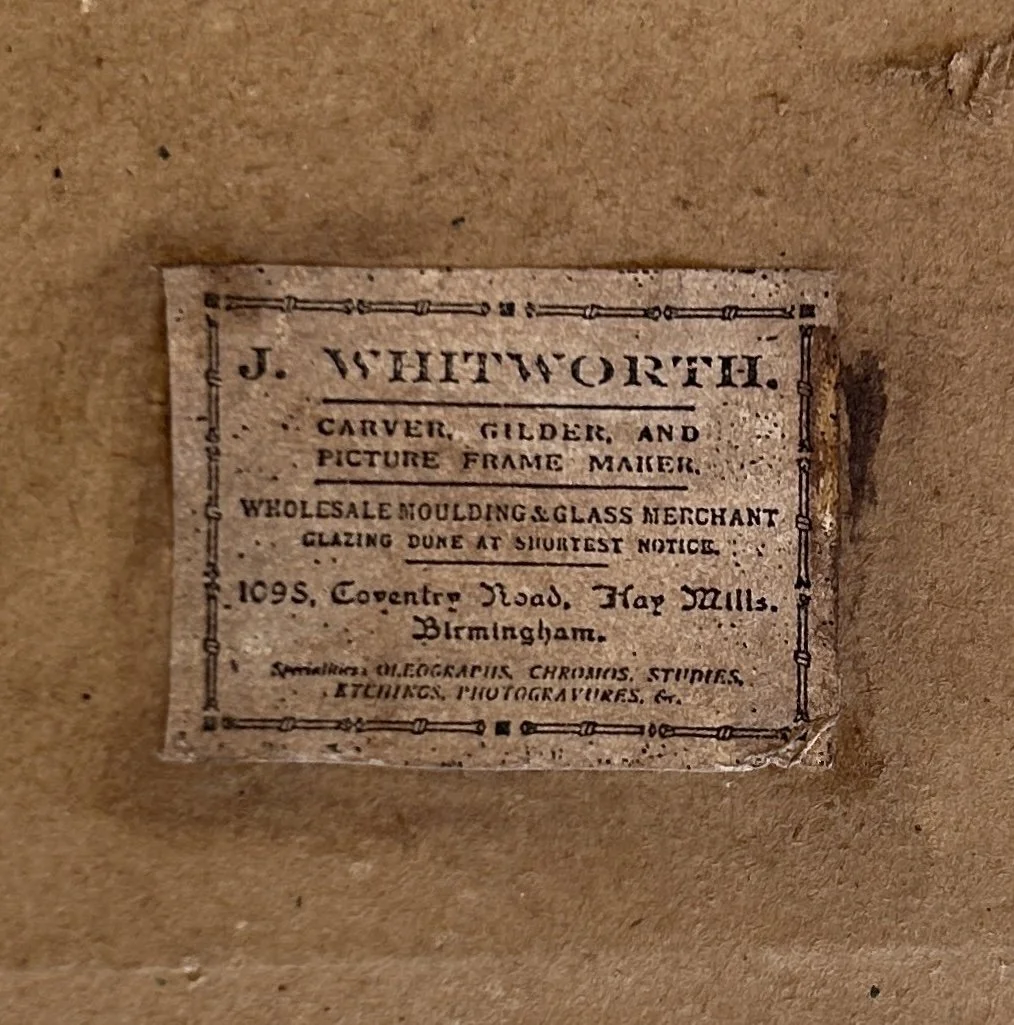 J. WHITWORTH.
CARVER, GILDER, AND
PICTURE FRAME MAKER.
WHOLESALE MOULDING & GLASS MERCHANT
GLAZING DONE AT SHORTEST NOTICE.
1095, Coventry Road, Hay Mills.
Birmingham.
Specialities: OLEOGRAPHS, CHROMOS, STUDIES,
ETCHINGS, PHOTOGRAVURES, &c.